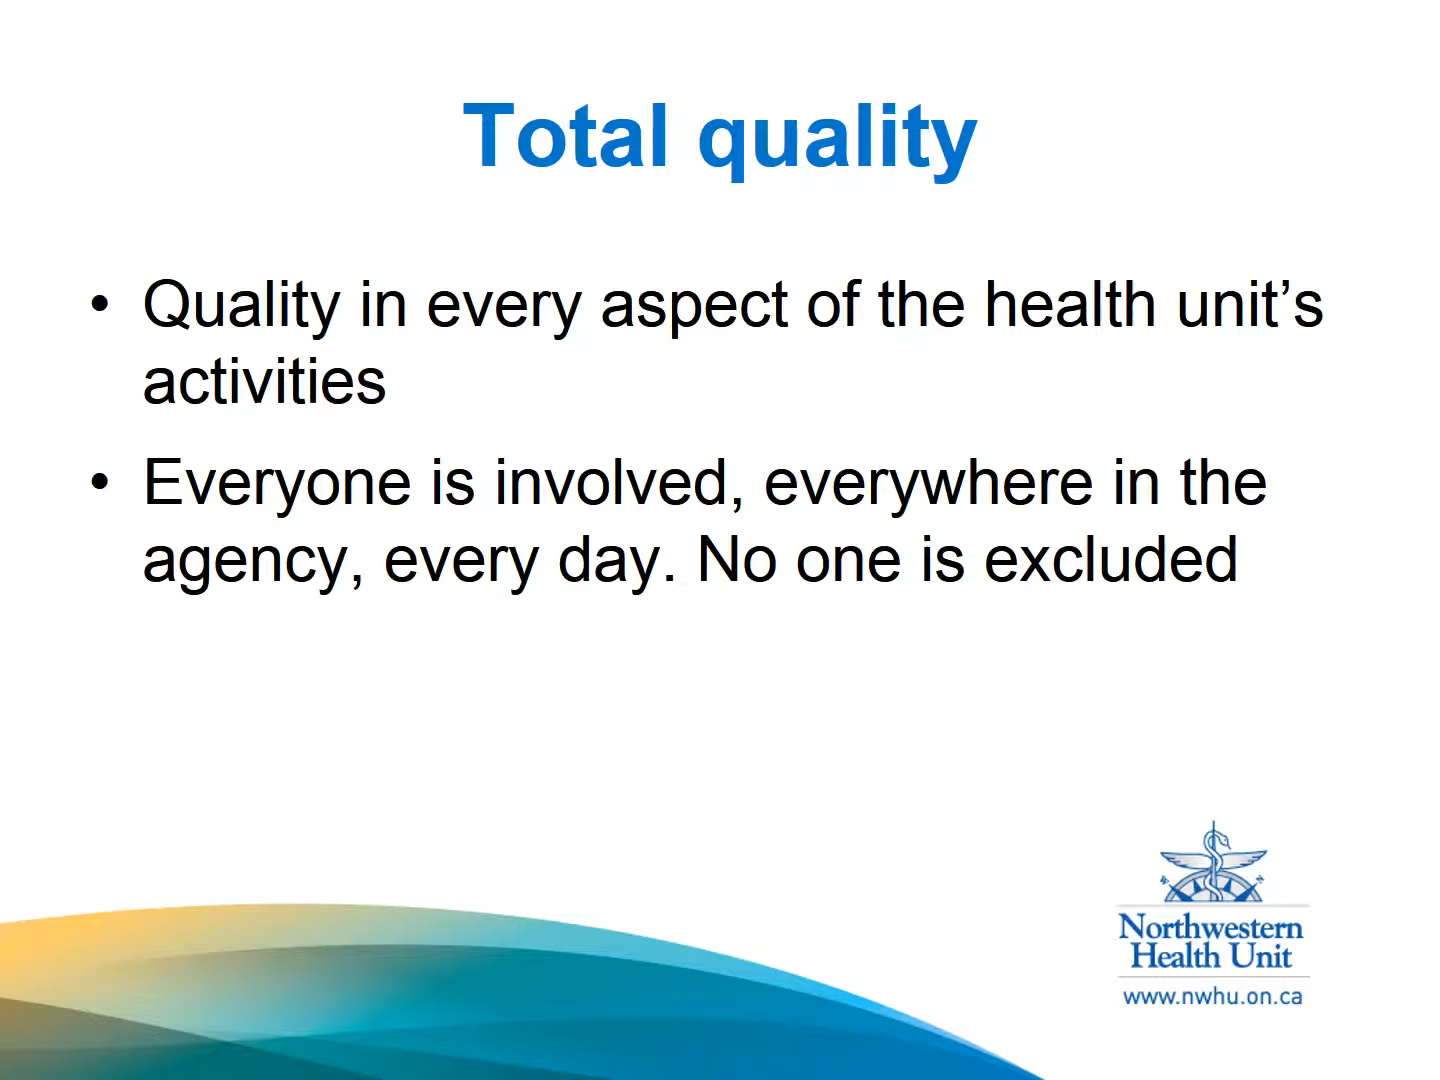 Total quality
• Quality in every aspect of the health unit’s
activities
• Everyone is involved, everywhere in the
agency, every day. No one is excluded
W N
Northwestern
Health Unit
www.nwhu.on.ca